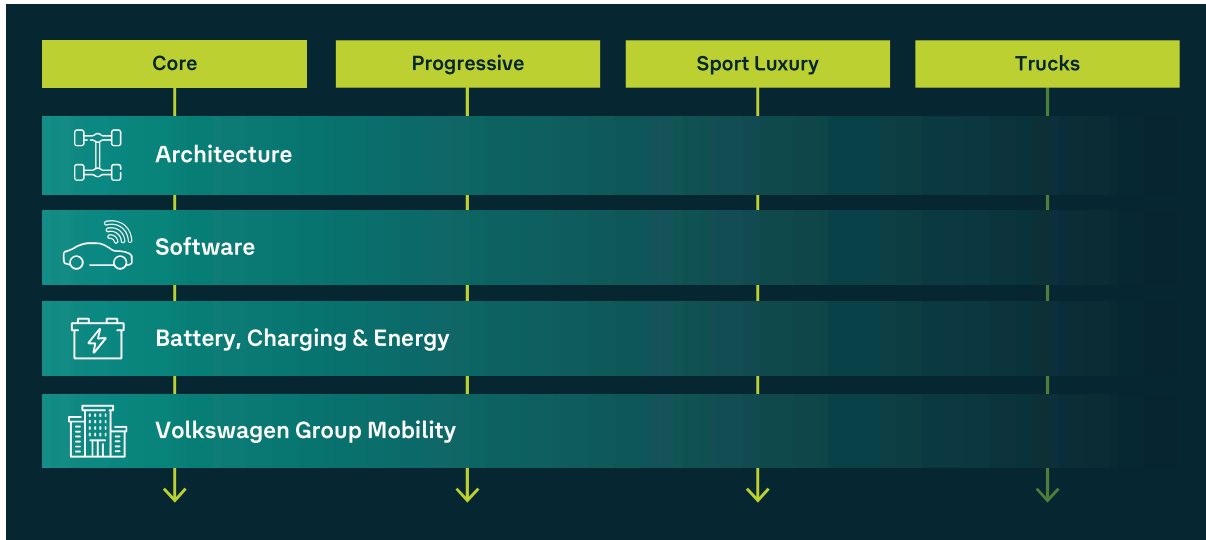 Core
Progressive
Sport Luxury
Trucks
Architecture
Software
Battery, Charging & Energy
Volkswagen Group Mobility